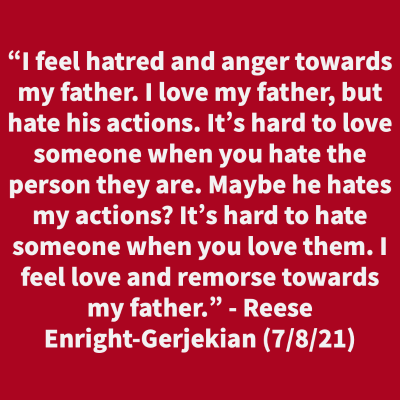 “I feel hatred and anger towards
my father. I love my father, but
hate his actions. It’s hard to love
someone when you hate the
person they are. Maybe he hates
my actions? It’s hard to hate
someone when you love them. I
feel love and remorse towards
my father.” - Reese
Enright-Gerjekian (7/8/21)